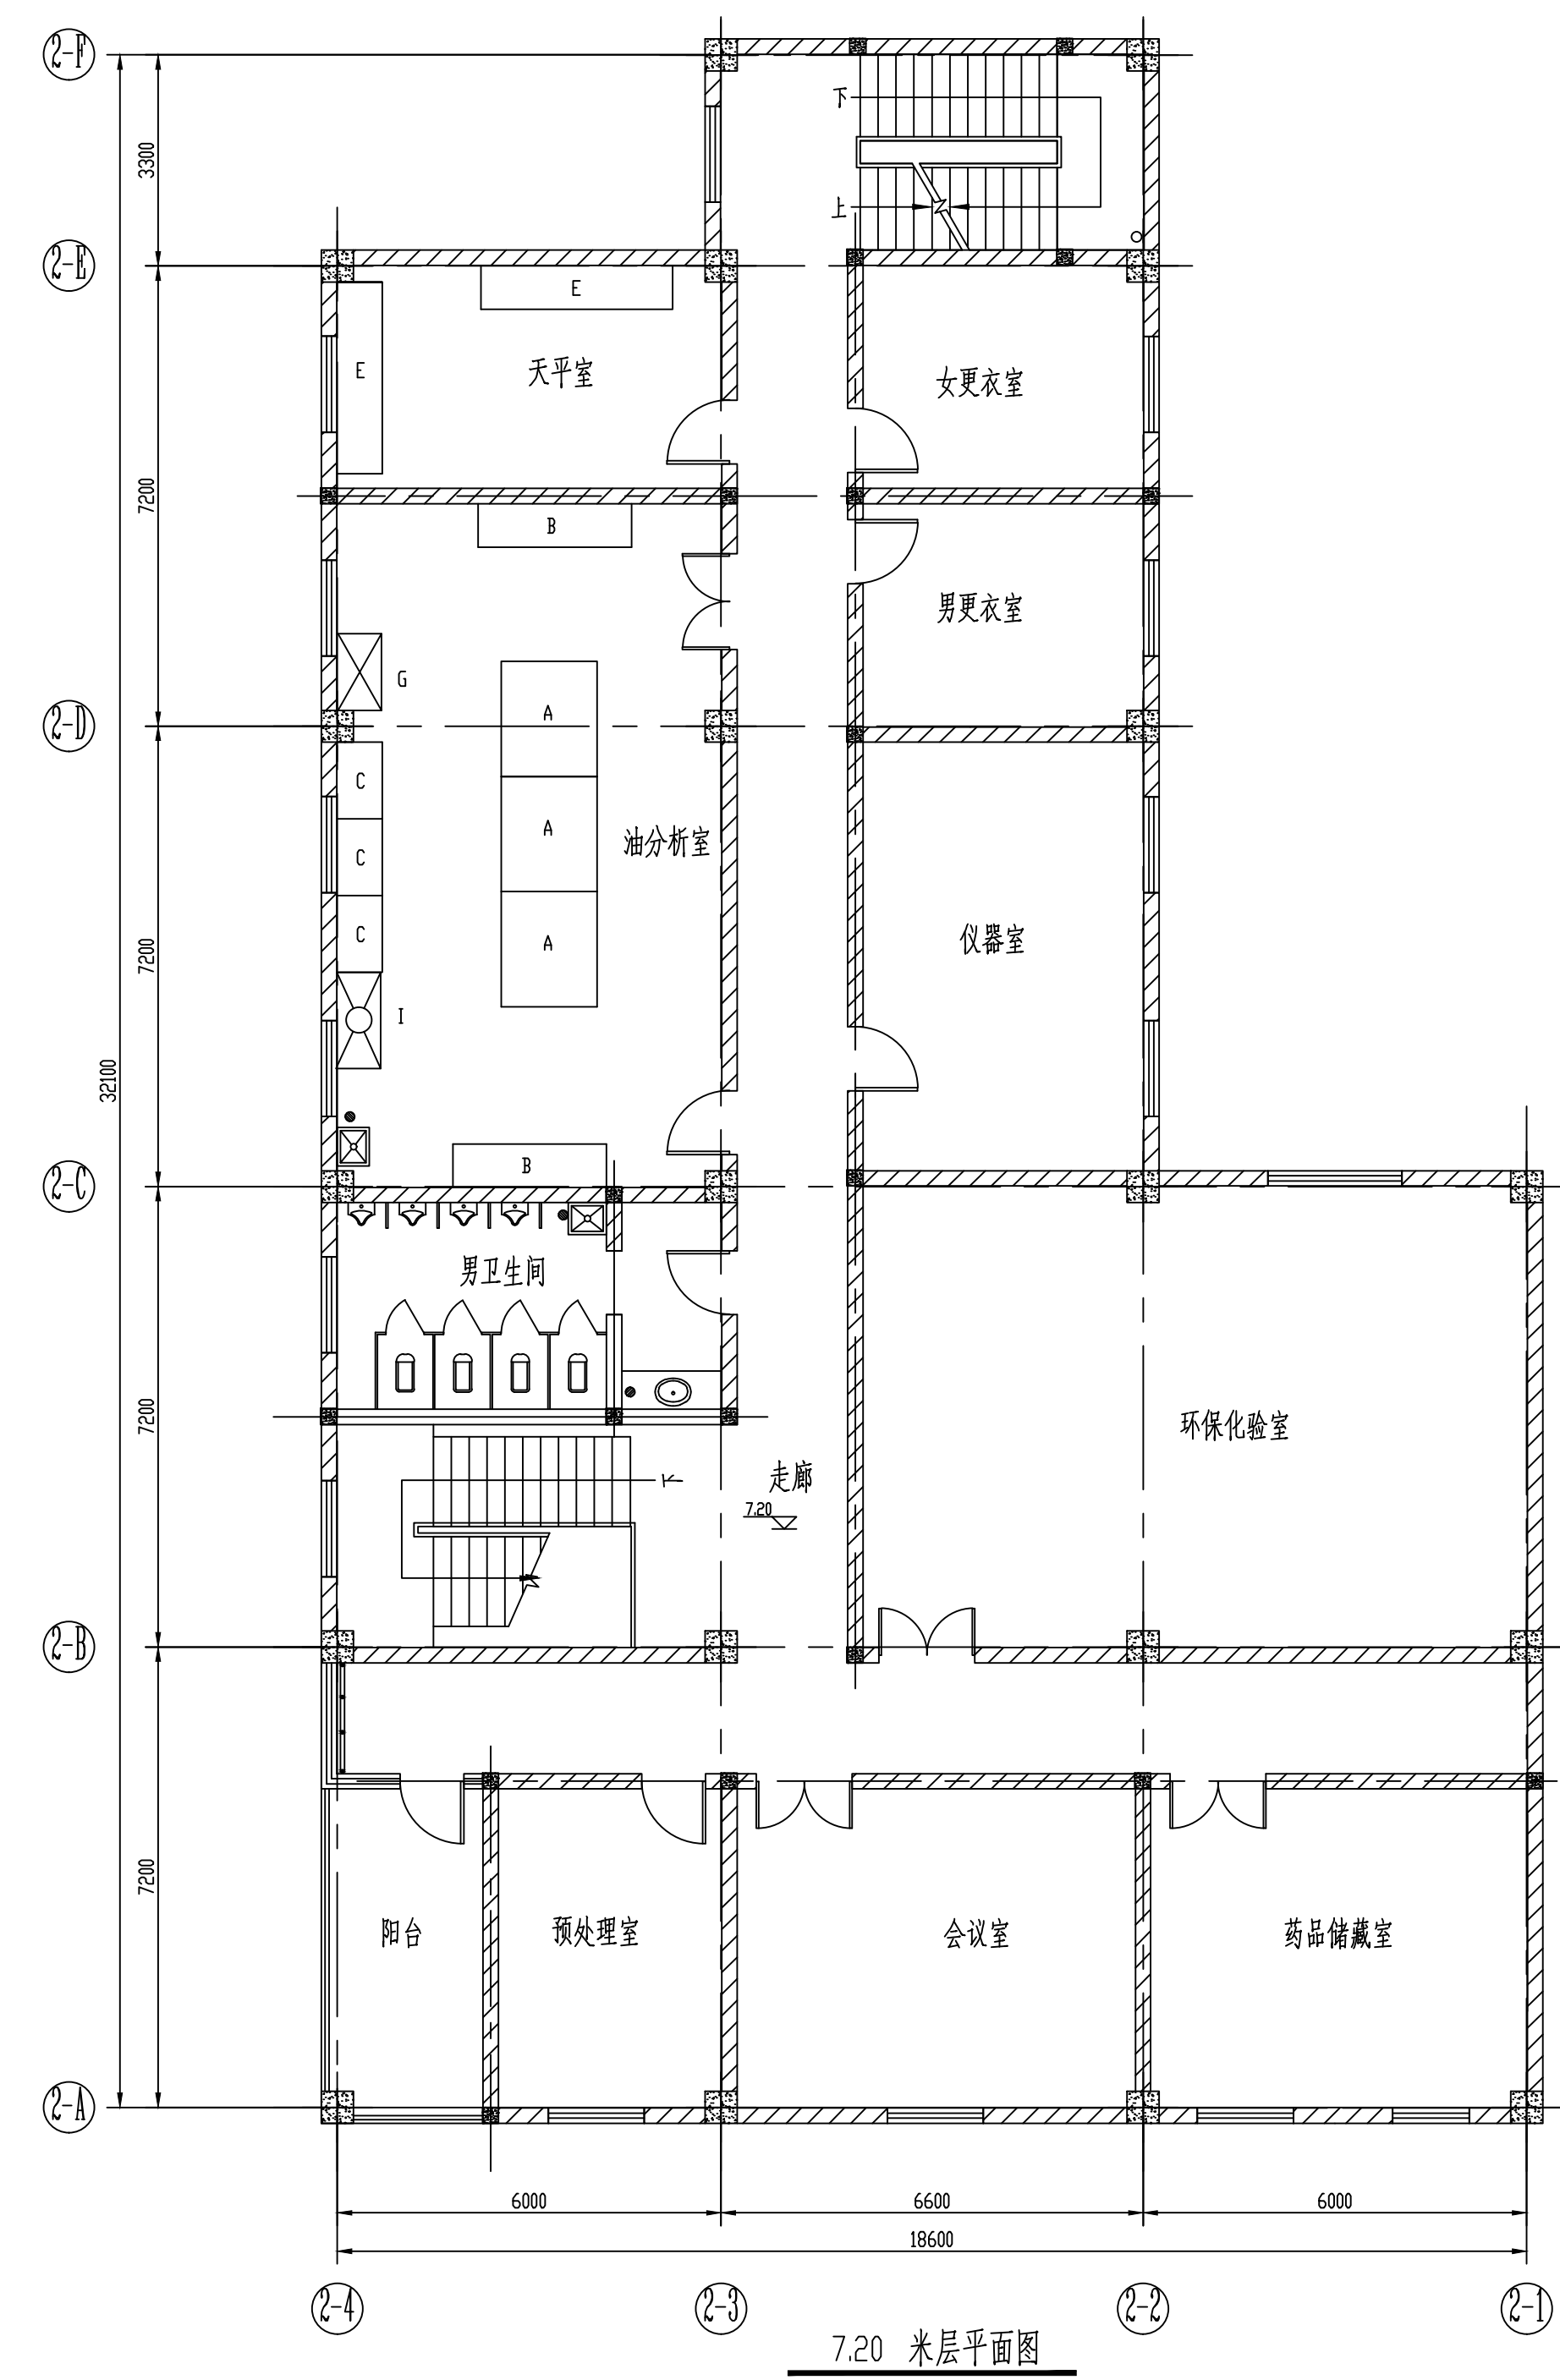 2-F
下
3300
上
2-E
E
E
天平室
女更衣室
7200
B
男更衣室
G
2-D
A
C
A
油分析室
C
7200
仪器室
C
A
I
32100
B
2-C
男卫生间
7200
环保化验室
走廊
下
7.20
2-B
7200
阳台
预处理室
会议室
药品储藏室
2-A
6000
6600
6000
18600
2-4
2-3
2-2
2-1
7.20 米层平面图